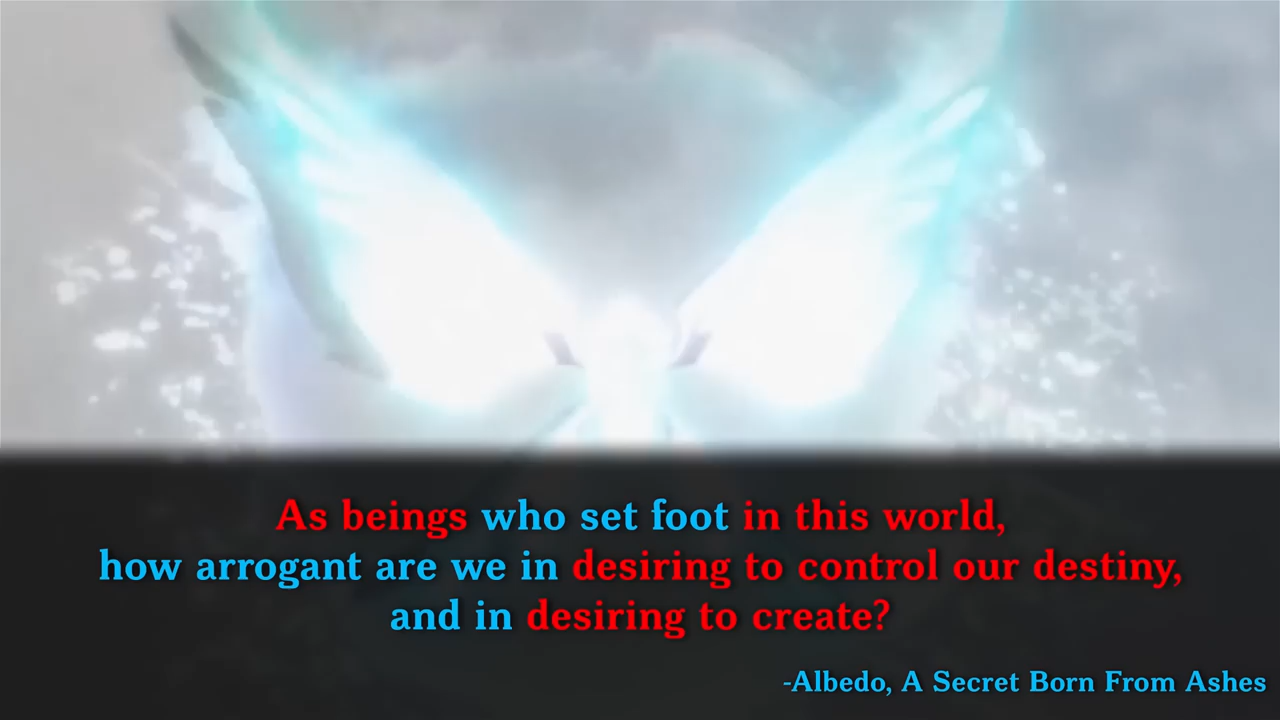 As beings who set foot in this world,
how arrogant are we in desiring to control our destiny,
and in desiring to create?
-Albedo, A Secret Born From Ashes